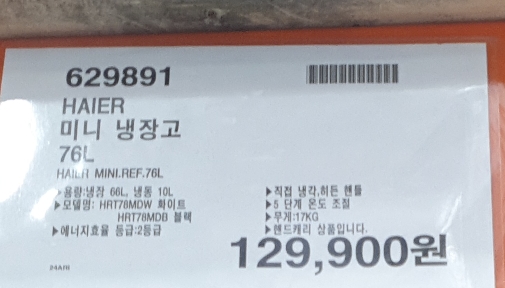 629891
HAIER
미니 냉장고
76L
HAIER MINI.REF.76L
▶용량:냉장 66L, 냉동 10L
▶모델명: HRT78MDW 화이트
HRT78MDB 블랙
▶에너지효율 등급:2등급
▶직접 냉각,히든 핸들
▶5 단계 온도 조절
▶무게:17KG
▶핸드캐리 상품입니다.
129,900원